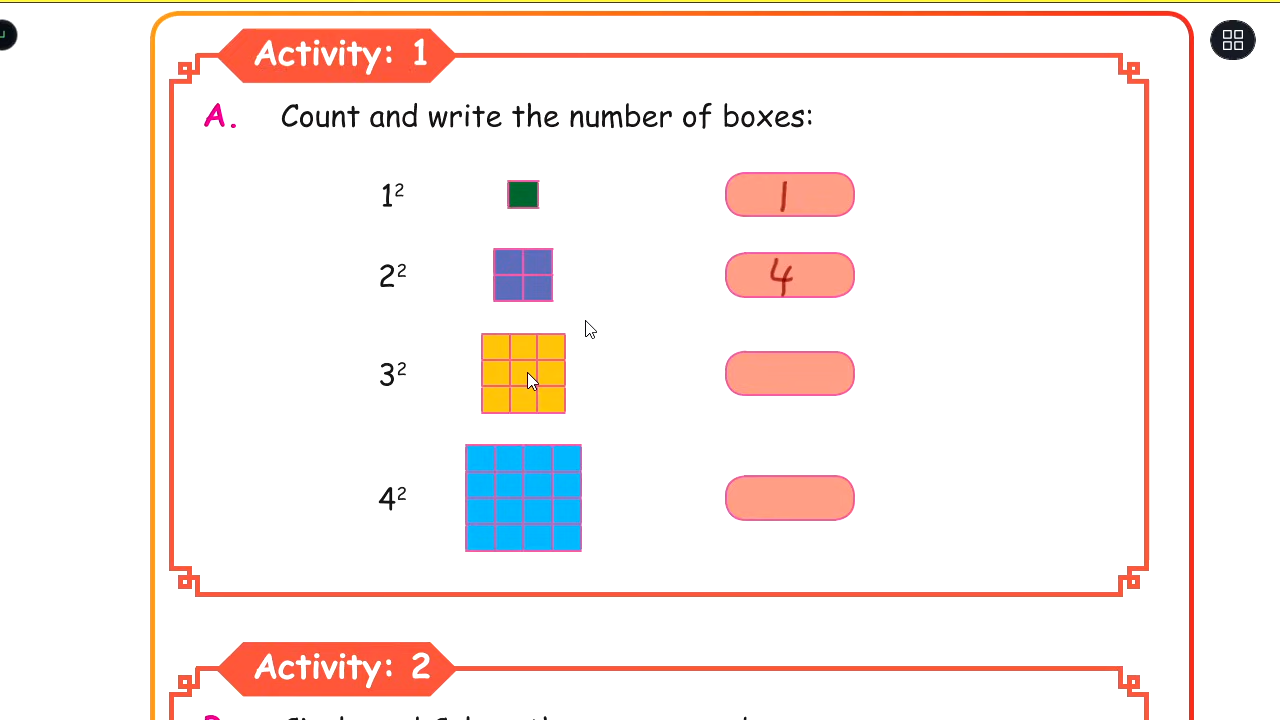 Activity: 1
A. Count and write the number of boxes:
1² 1
2² 4
3²
4²
Activity: 2